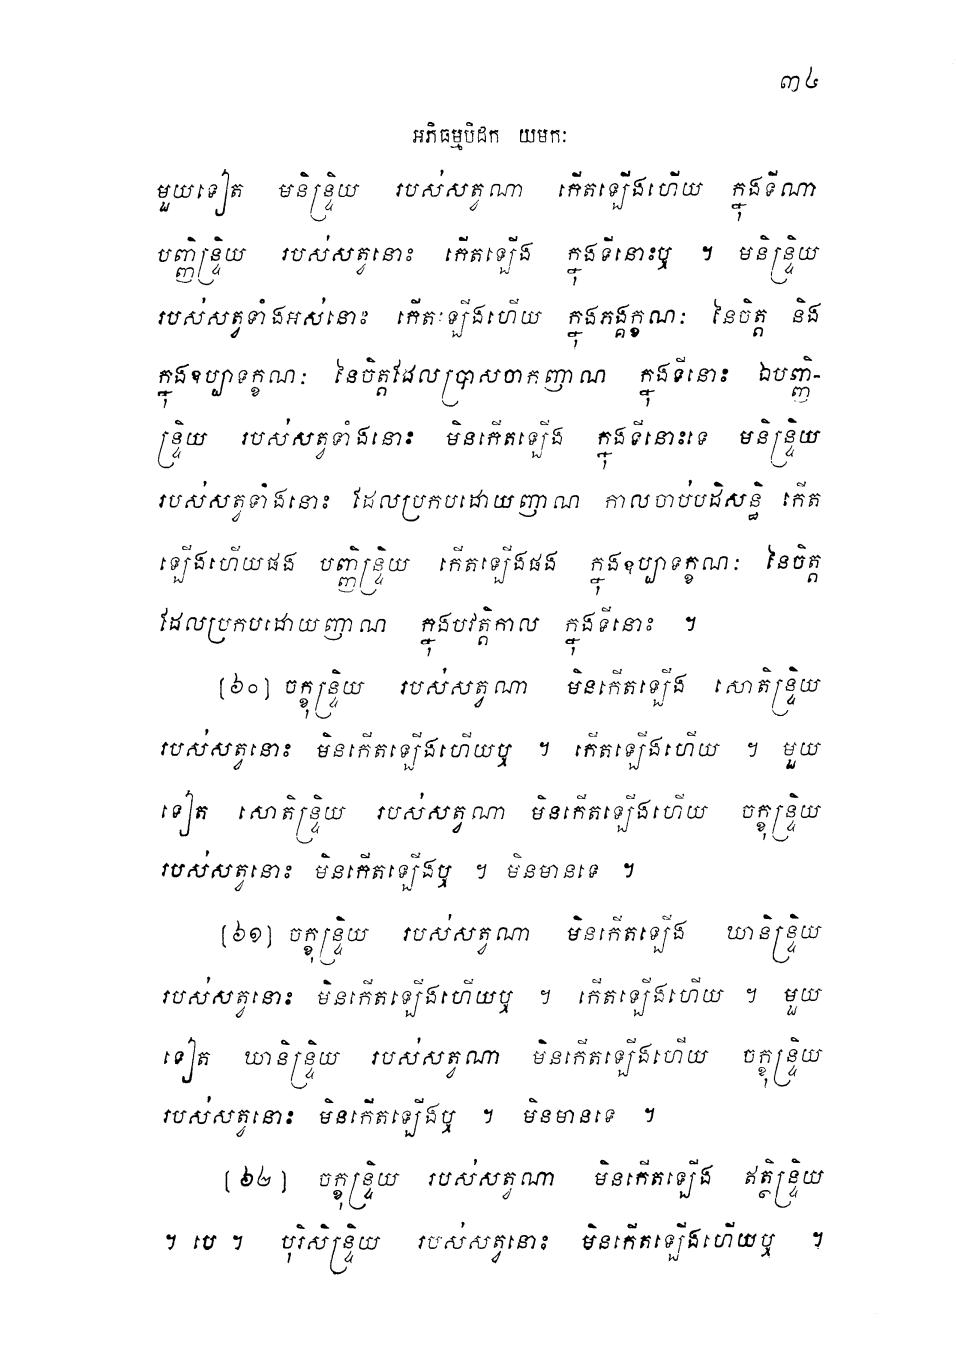 ៣៤
អភិធម្មបិដក យមកៈ
មួយទៀត មនិន្ទ្រិយ របស់សត្វណា កើតឡើងហើយ ក្នុងទីណា
បញ្ញិន្ទ្រិយ របស់សត្វនោះ កើតឡើង ក្នុងទីនោះឬ ។ មនិន្ទ្រិយ
របស់សត្វទាំងអស់នោះ កើតឡើងហើយ ក្នុងភង្គក្ខណៈ នៃចិត្ត និង
ក្នុងឧប្បាទក្ខណៈ នៃចិត្តដែលប្រាសចាកញាណ ក្នុងទីនោះ ឯបញ្ញិ-
ន្ទ្រិយ របស់សត្វទាំងនោះ មិនកើតឡើង ក្នុងទីនោះទេ មនិន្ទ្រិយ
របស់សត្វទាំងនោះ ដែលប្រកបដោយញាណ កាលចាប់បដិសន្ធិ កើត
ឡើងហើយផង បញ្ញិន្ទ្រិយ កើតឡើងផង ក្នុងឧប្បាទក្ខណៈ នៃចិត្ត
ដែលប្រកបដោយញាណ ក្នុងបវត្តិកាល ក្នុងទីនោះ ។
(៦០) ចក្ខុន្ទ្រិយ របស់សត្វណា មិនកើតឡើង សោតិន្ទ្រិយ
របស់សត្វនោះ មិនកើតឡើងហើយឬ ។ កើតឡើងហើយ ។ មួយ
ទៀត សោតិន្ទ្រិយ របស់សត្វណា មិនកើតឡើងហើយ ចក្ខុន្ទ្រិយ
របស់សត្វនោះ មិនកើតឡើងឬ ។ មិនមានទេ ។
(៦១) ចក្ខុន្ទ្រិយ របស់សត្វណា មិនកើតឡើង ឃានិន្ទ្រិយ
របស់សត្វនោះ មិនកើតឡើងហើយឬ ។ កើតឡើងហើយ ។ មួយ
ទៀត ឃានិន្ទ្រិយ របស់សត្វណា មិនកើតឡើងហើយ ចក្ខុន្ទ្រិយ
របស់សត្វនោះ មិនកើតឡើងឬ ។ មិនមានទេ ។
(៦២) ចក្ខុន្ទ្រិយ របស់សត្វណា មិនកើតឡើង ឥត្ថិន្ទ្រិយ
។ បេ ។ បុរិសិន្ទ្រិយ របស់សត្វនោះ មិនកើតឡើងហើយឬ ។